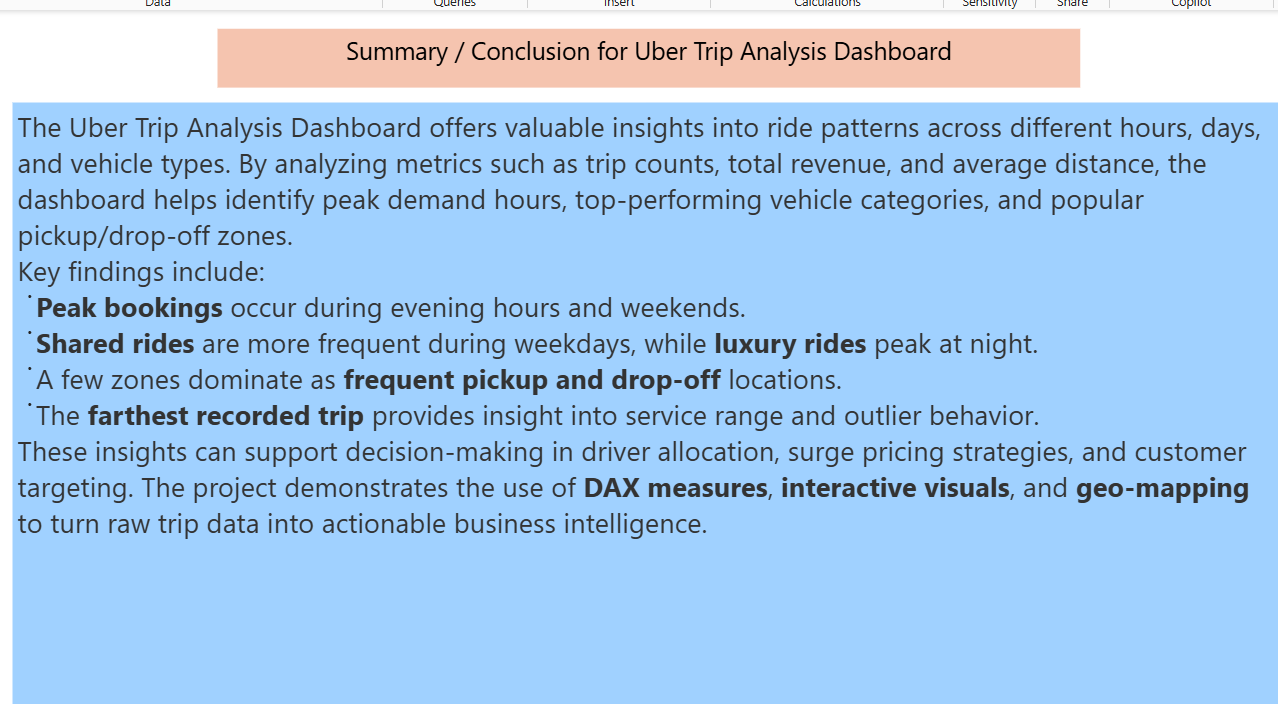 Data Queries Insert Calculations Sensitivity Share Copilot
Summary / Conclusion for Uber Trip Analysis Dashboard
The Uber Trip Analysis Dashboard offers valuable insights into ride patterns across different hours, days,
and vehicle types. By analyzing metrics such as trip counts, total revenue, and average distance, the
dashboard helps identify peak demand hours, top-performing vehicle categories, and popular
pickup/drop-off zones.
Key findings include:
· Peak bookings occur during evening hours and weekends.
· Shared rides are more frequent during weekdays, while luxury rides peak at night.
· A few zones dominate as frequent pickup and drop-off locations.
· The farthest recorded trip provides insight into service range and outlier behavior.
These insights can support decision-making in driver allocation, surge pricing strategies, and customer
targeting. The project demonstrates the use of DAX measures, interactive visuals, and geo-mapping
to turn raw trip data into actionable business intelligence.